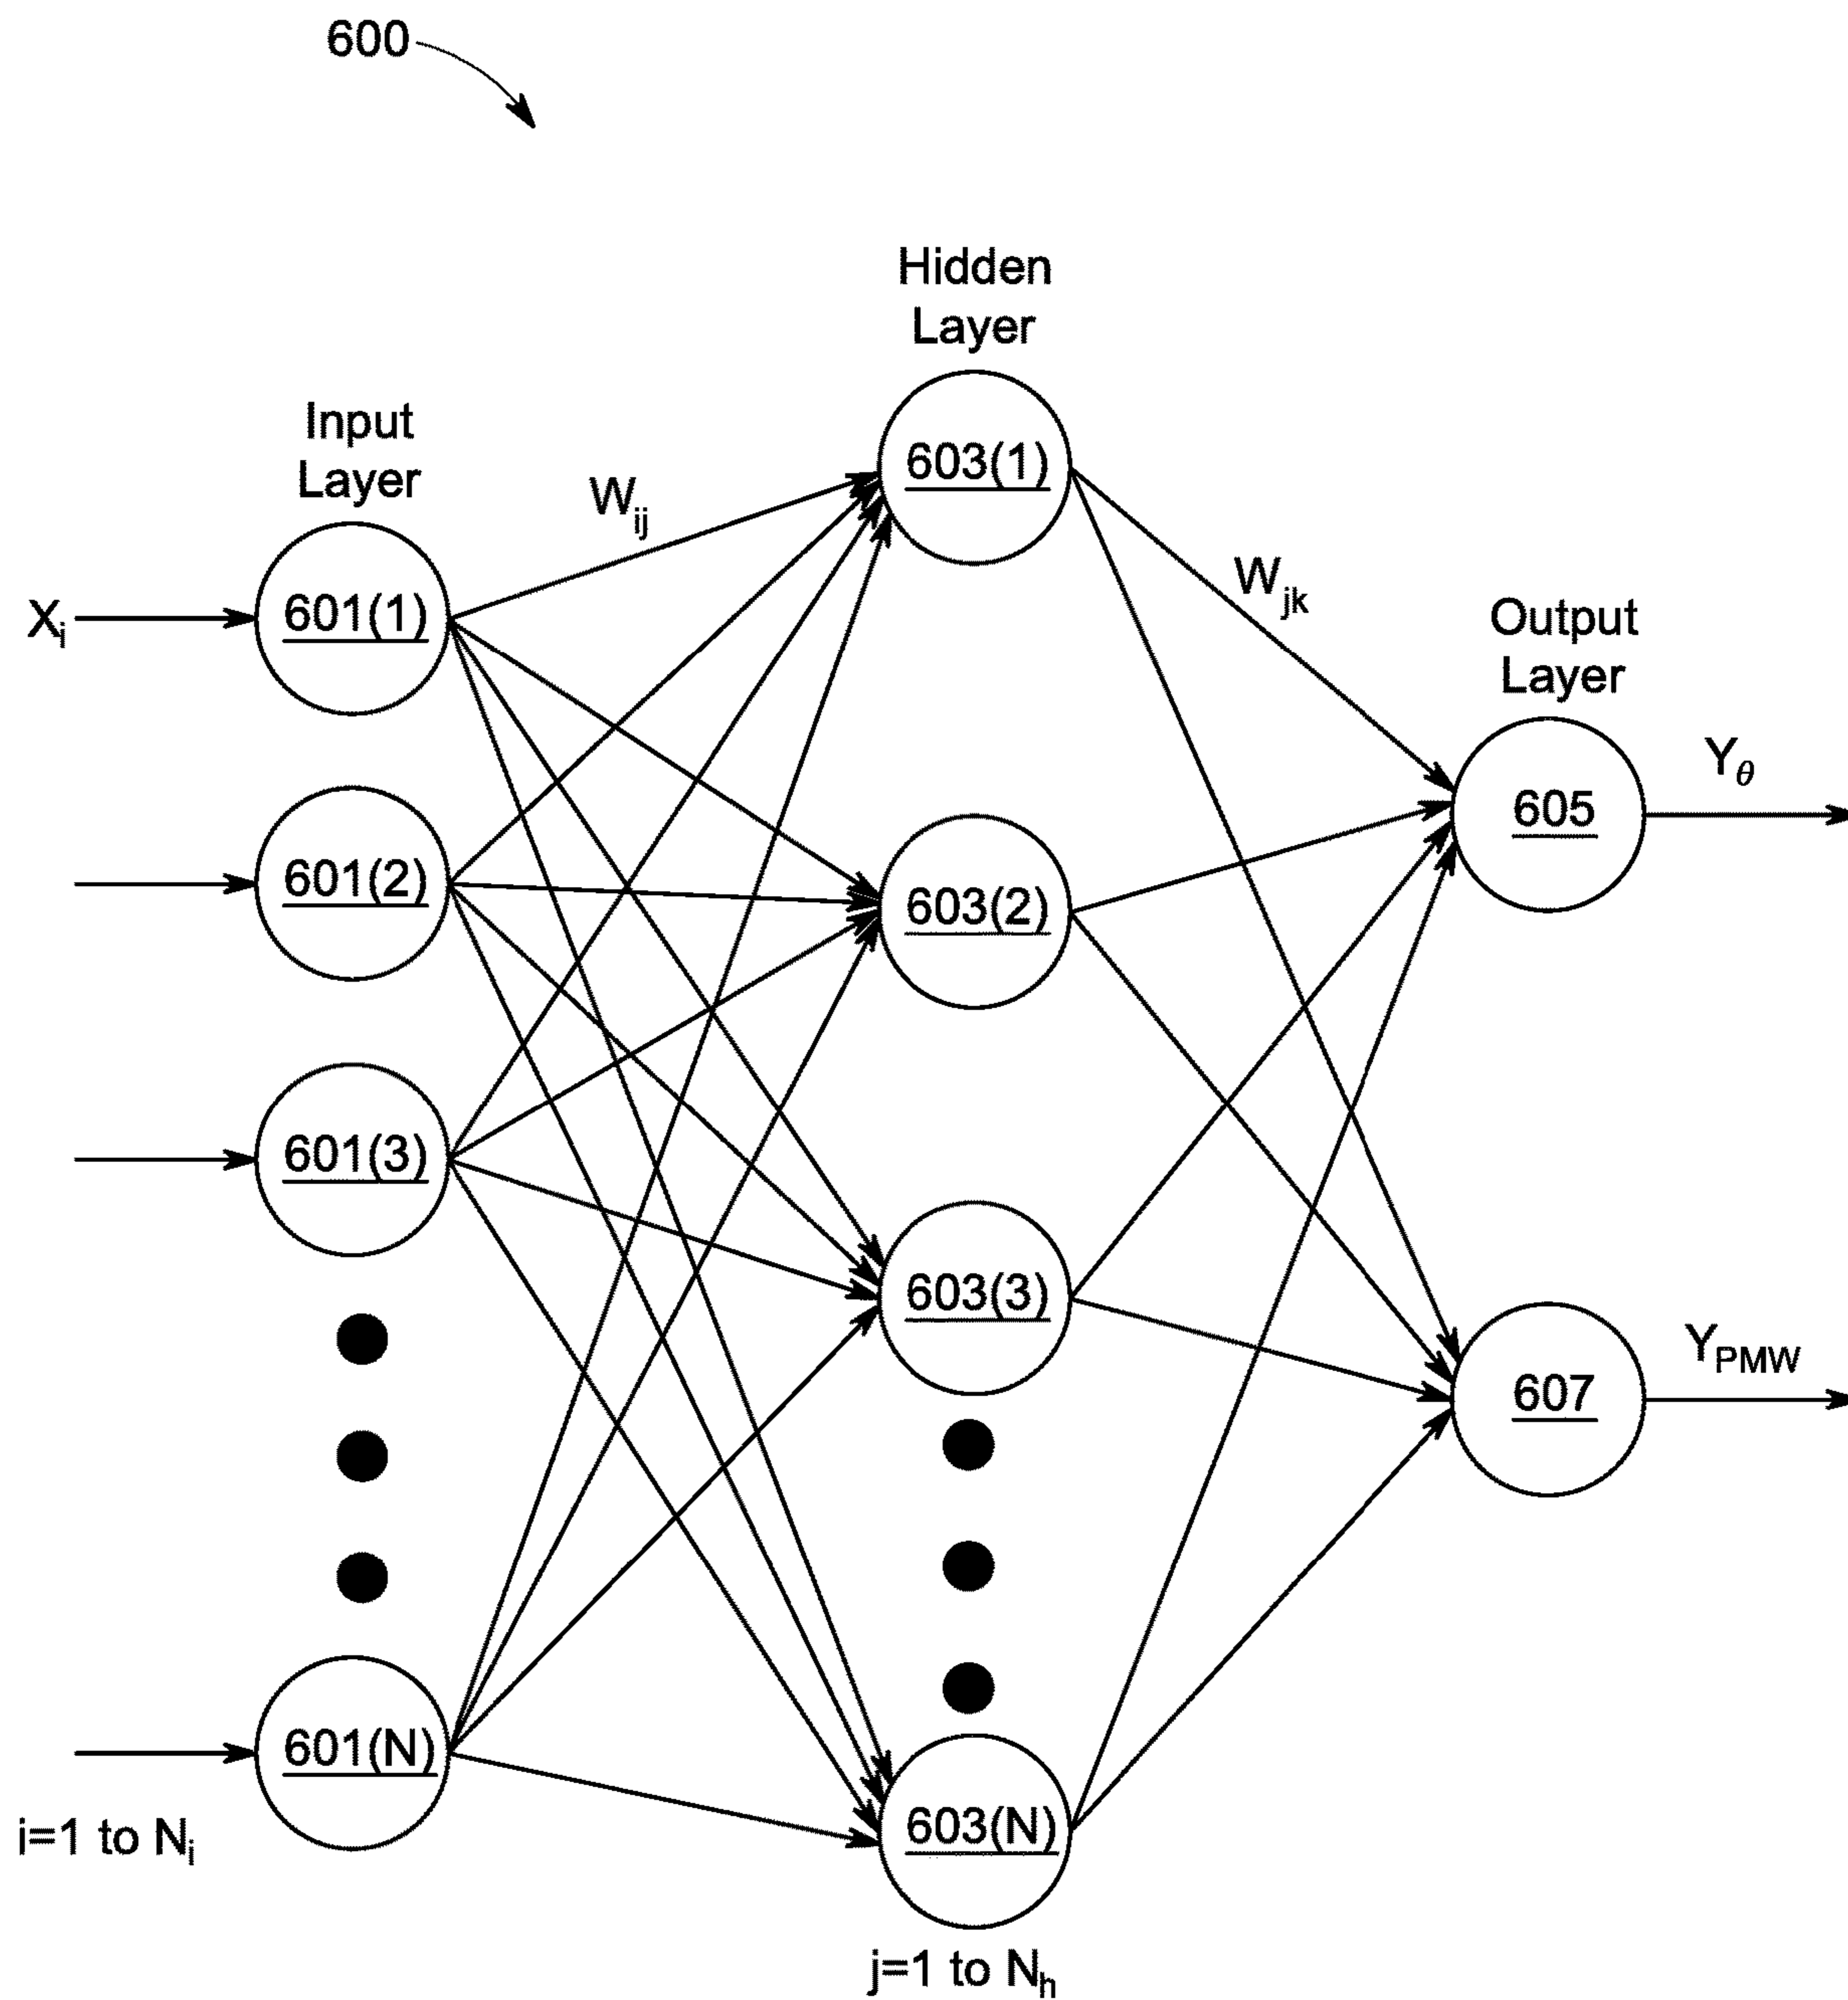 600
Hidden
Layer
Input
Layer
W_ij
603(1)
W_jk
X_i
601(1)
Output
Layer
Y_θ
605
601(2)
603(2)
601(3)
603(3)
Y_PMW
607
601(N)
603(N)
i=1 to N_i
j=1 to N_h